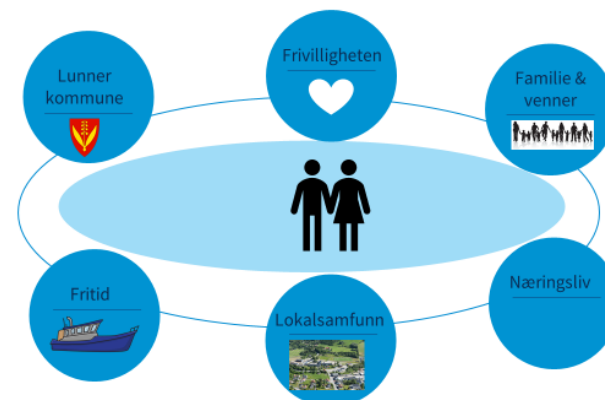 Frivilligheten
Lunner
kommune
Familie &
venner
Fritid
Lokalsamfunn
Næringsliv